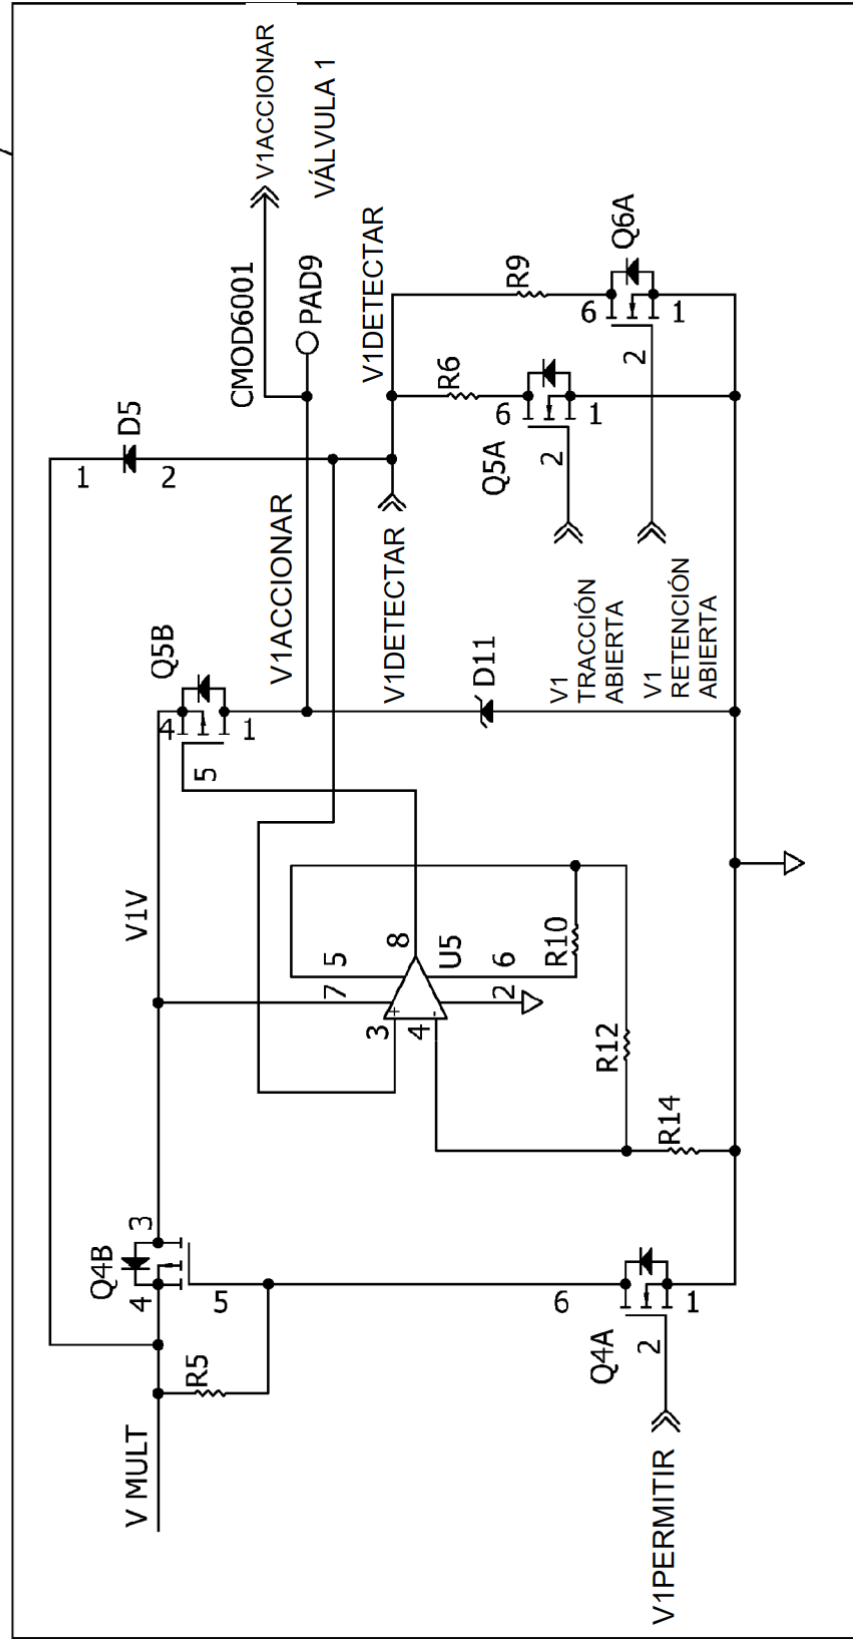 1
D5
2
V MULT
R5
4
Q4B
3
5
V1V
4
Q5B
5
1
CMOD6001
V1ACCIONAR
V1ACCIONAR
PAD9
VÁLVULA 1
V1DETECTAR
V1DETECTAR
3
+
7
5
8
4
-
U5
2
6
R10
D11
R6
R9
6
Q5A
2
1
6
Q6A
2
1
V1
TRACCIÓN
ABIERTA
V1
RETENCIÓN
ABIERTA
R12
R14
6
Q4A
2
1
V1PERMITIR